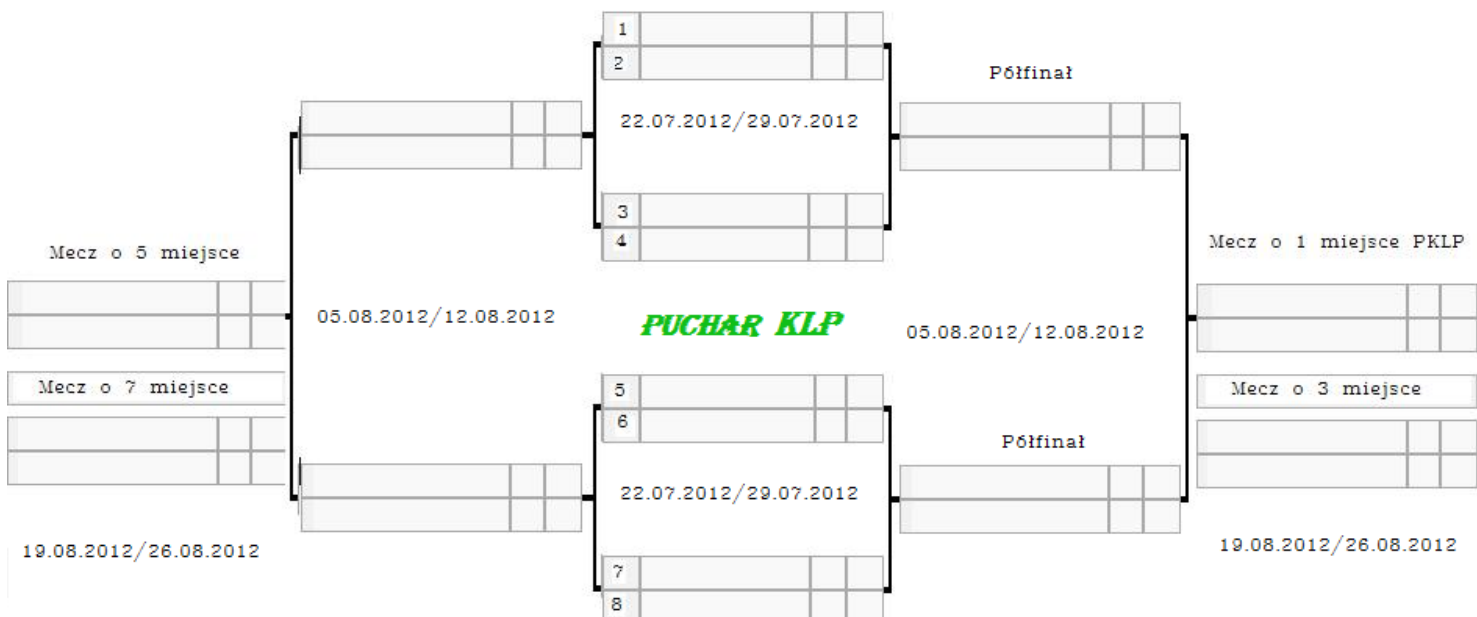 1
2
Półfinał
22.07.2012/29.07.2012
3
4
Mecz o 5 miejsce
Mecz o 1 miejsce PKLP
05.08.2012/12.08.2012
PUCHAR KLP
05.08.2012/12.08.2012
Mecz o 7 miejsce
5
Mecz o 3 miejsce
6
Półfinał
22.07.2012/29.07.2012
19.08.2012/26.08.2012
19.08.2012/26.08.2012
7
8